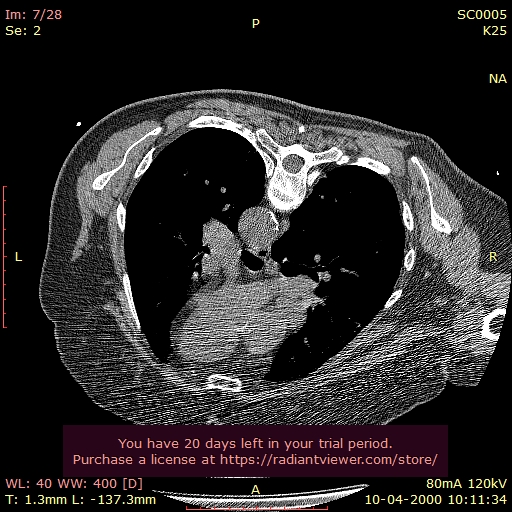 Im: 7/28
Se: 2
P
SC0005
K25
NA
L
R
You have 20 days left in your trial period.
Purchase a license at https://radiantviewer.com/store/
WL: 40 WW: 400 [D]
T: 1.3mm L: -137.3mm
A
80mA 120kV
10-04-2000 10:11:34